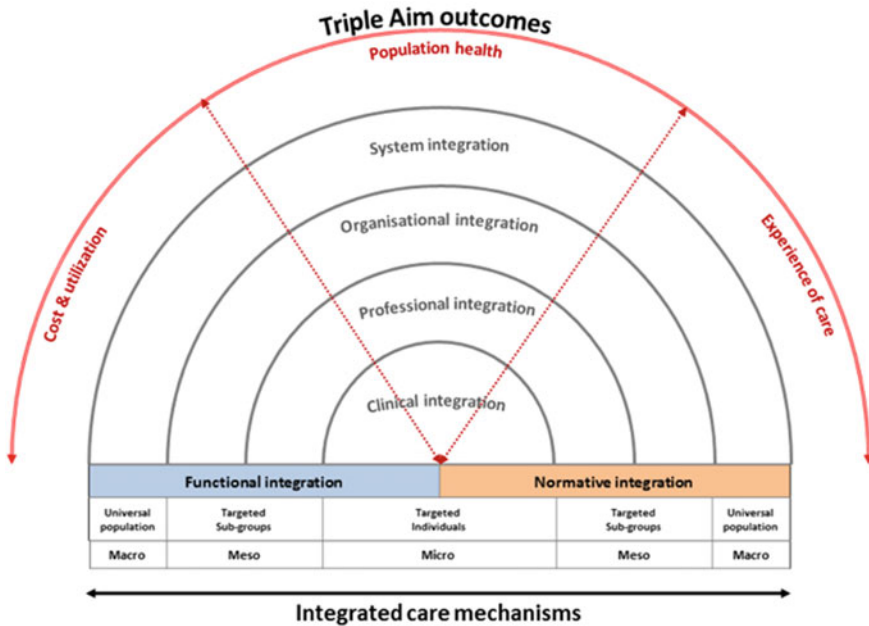 Triple Aim outcomes
Population health
Cost & utilization
Experience of care
System integration
Organisational integration
Professional integration
Clinical integration
Functional integration
Normative integration
Universal
population
Targeted
Sub-groups
Targeted
Individuals
Targeted
Sub-groups
Universal
population
Macro
Meso
Micro
Meso
Macro
Integrated care mechanisms